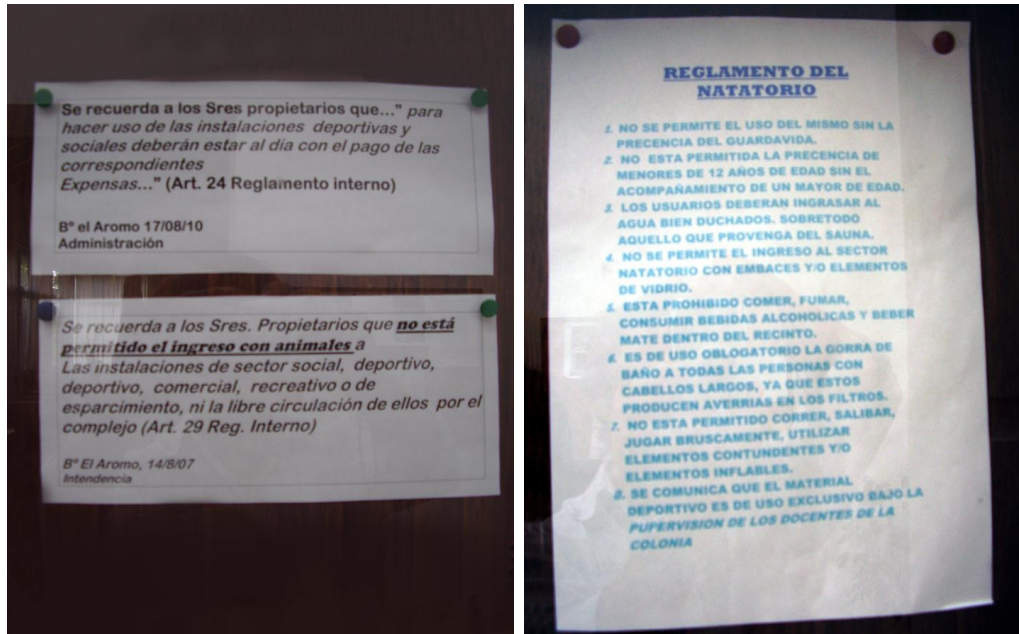 Se recuerda a los Sres propietarios que..." para
hacer uso de las instalaciones deportivas y
sociales deberán estar al día con el pago de las
correspondientes
Expensas..." (Art. 24 Reglamento interno)
Bº el Aromo 17/08/10
Administración
Se recuerda a los Sres. Propietarios que no está
permitido el ingreso con animales a
Las instalaciones de sector social, deportivo,
deportivo, comercial, recreativo o de
esparcimiento, ni la libre circulación de ellos por el
complejo (Art. 29 Reg. Interno)
Bº El Aromo, 14/8/07
Intendencia
REGLAMENTO DEL
NATATORIO
1. NO SE PERMITE EL USO DEL MISMO SIN LA
PRECENCIA DEL GUARDAVIDA.
2. NO ESTA PERMITIDA LA PRECENCIA DE
MENORES DE 12 AÑOS DE EDAD SIN EL
ACOMPAÑAMIENTO DE UN MAYOR DE EDAD.
3. LOS USUARIOS DEBERAN INGRASAR AL
AGUA BIEN DUCHADOS. SOBRETODO
AQUELLO QUE PROVENGA DEL SAUNA.
4. NO SE PERMITE EL INGRESO AL SECTOR
NATATORIO CON EMBACES Y/O ELEMENTOS
DE VIDRIO.
5. ESTA PROHIBIDO COMER, FUMAR,
CONSUMIR BEBIDAS ALCOHOLICAS Y BEBER
MATE DENTRO DEL RECINTO.
6. ES DE USO OBLOGATORIO LA GORRA DE
BAÑO A TODAS LAS PERSONAS CON
CABELLOS LARGOS, YA QUE ESTOS
PRODUCEN AVERRIAS EN LOS FILTROS.
7. NO ESTA PERMITIDO CORRER, SALIBAR,
JUGAR BRUSCAMENTE, UTILIZAR
ELEMENTOS CONTUNDENTES Y/O
ELEMENTOS INFLABLES.
8. SE COMUNICA QUE EL MATERIAL
DEPORTIVO ES DE USO EXCLUSIVO BAJO LA
PUPERVISION DE LOS DOCENTES DE LA
COLONIA